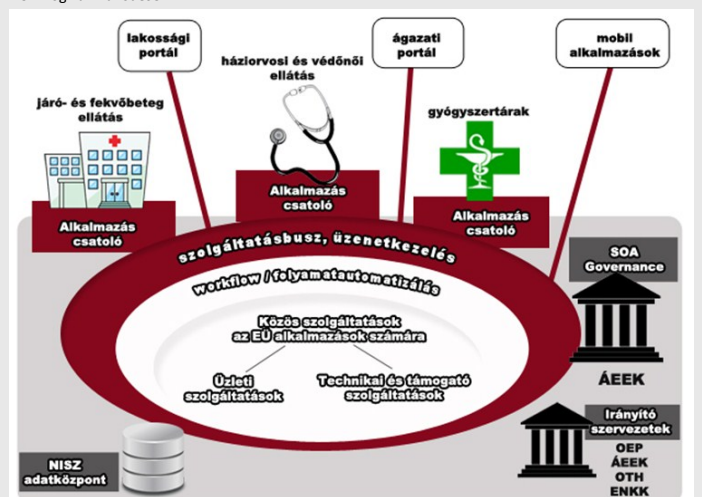 lakossági
portál
ágazati
portál
mobil
alkalmazások
háziorvosi és védőnői
ellátás
járó- és fekvőbeteg
ellátás
gyógyszertárak
Alkalmazás
csatoló
Alkalmazás
csatoló
Alkalmazás
csatoló
szolgáltatásbusz, üzenetkezelés
workflow / folyamatautomatizálás
Közös szolgáltatások
az EÜ alkalmazások számára
Üzleti
szolgáltatások
Technikai és támogató
szolgáltatások
SOA
Governance
ÁEEK
Irányító
szervezetek
OEP
ÁEEK
OTH
ENKK
NISZ
adatközpont